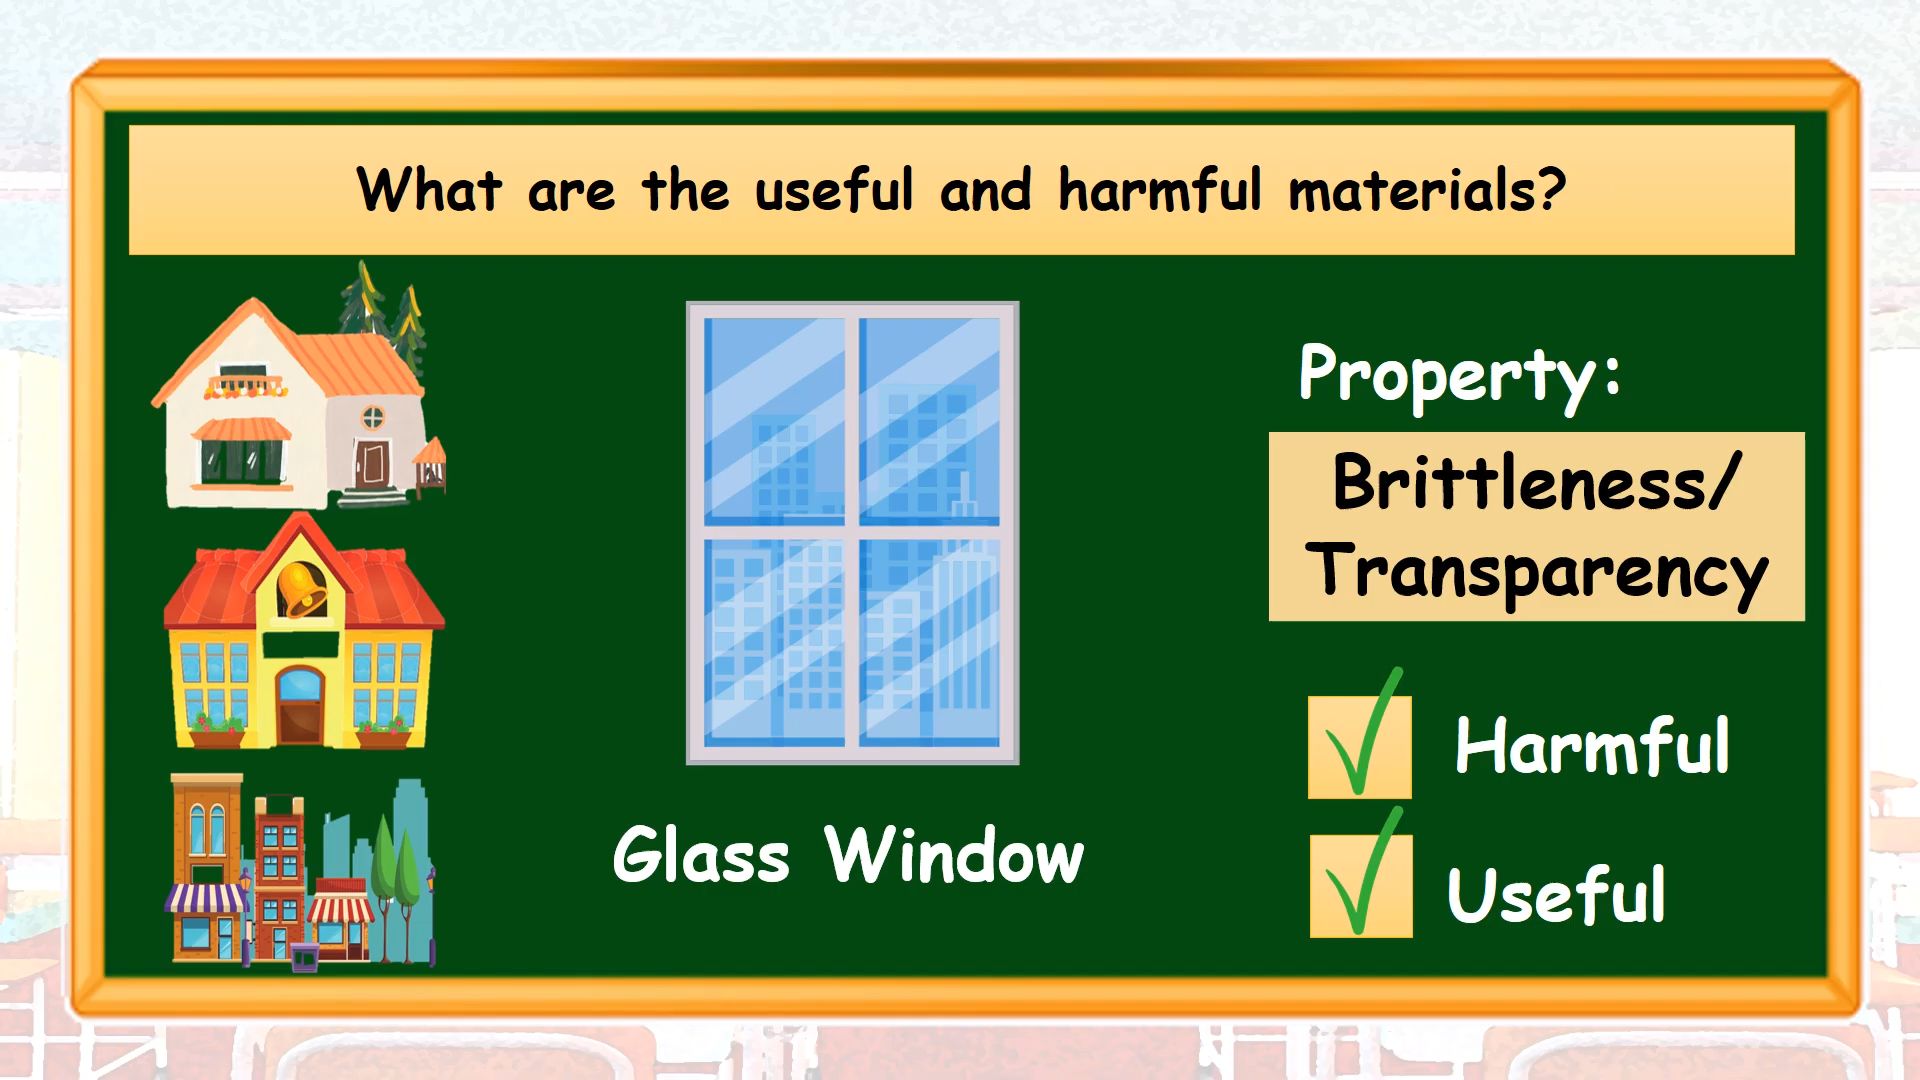 What are the useful and harmful materials?
Property:
Brittleness/
Transparency
Harmful
Useful
Glass Window